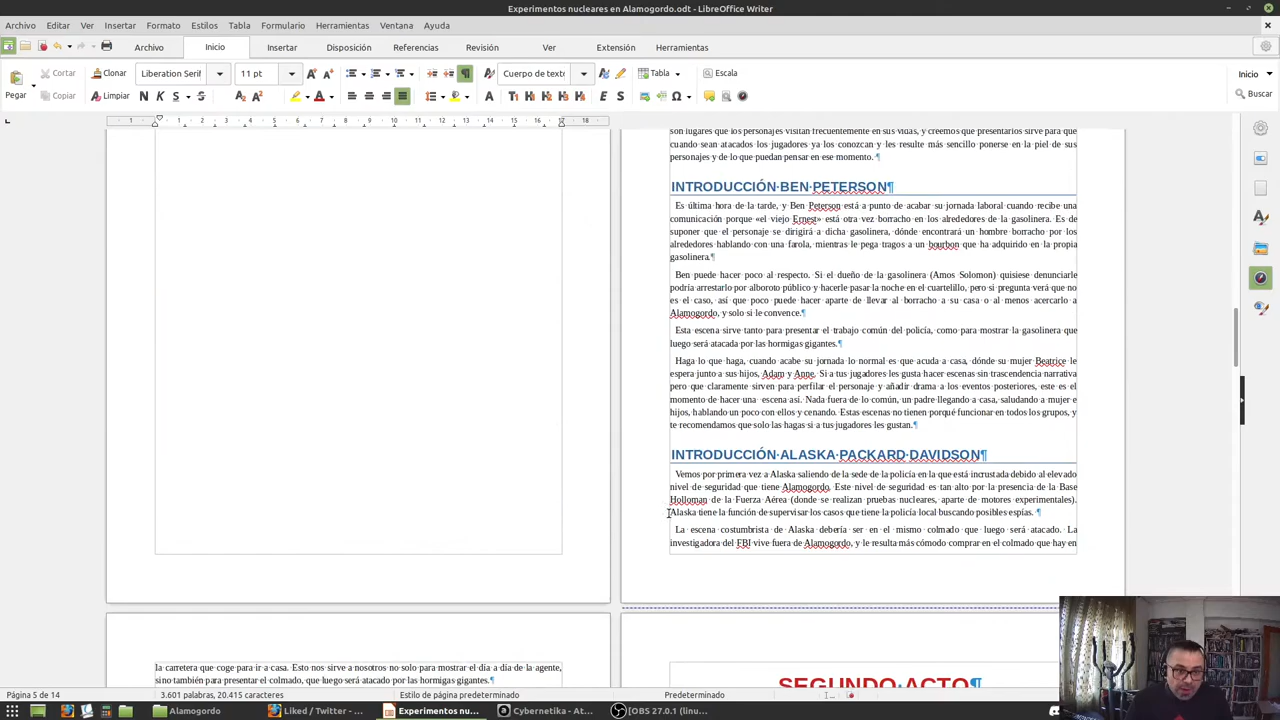 Experimentos nucleares en Alamogordo.odt - LibreOffice Writer
Archivo Editar Ver Insertar Formato Estilos Tabla Formulario Herramientas Ventana Ayuda
Archivo Inicio Insertar Disposición Referencias Revisión Ver Extensión Herramientas
Cortar Clonar Liberation Serif 11 pt Cuerpo de texto Tabla Escala Inicio
Pegar Copiar Limpiar Buscar
1 1 2 3 4 5 6 7 8 9 10 11 12 13 14 15 16 17 18
son lugares que los personajes visitan frecuentemente en sus vidas, y creemos que presentarlos sirve para que
cuando sean atacados los jugadores ya los conozcan y les resulte más sencillo ponerse en la piel de sus
personajes y de lo que puedan pensar en ese momento. ¶
INTRODUCCIÓN·BEN·PETERSON¶
Es última hora de la tarde, y Ben Peterson está a punto de acabar su jornada laboral cuando recibe una
comunicación porque «el viejo Ernest» está otra vez borracho en los alrededores de la gasolinera. Es de
suponer que el personaje se dirigirá a dicha gasolinera, dónde encontrará un hombre borracho por los
alrededores hablando con una farola, mientras le pega tragos a un bourbon que ha adquirido en la propia
gasolinera.¶
Ben puede hacer poco al respecto. Si el dueño de la gasolinera (Amos Solomon) quisiese denunciarle
podría arrestarlo por alboroto público y hacerle pasar la noche en el cuartelillo, pero si pregunta verá que no
es el caso, así que poco puede hacer aparte de llevar al borracho a su casa o al menos acercarlo a
Alamogordo, y solo si le convence.¶
Esta escena sirve tanto para presentar el trabajo común del policía, como para mostrar la gasolinera que
luego será atacada por las hormigas gigantes.¶
Haga lo que haga, cuando acabe su jornada lo normal es que acuda a casa, dónde su mujer Beatrice le
espera junto a sus hijos, Adam y Anne. Si a tus jugadores les gusta hacer escenas sin trascendencia narrativa
pero que claramente sirven para perfilar el personaje y añadir drama a los eventos posteriores, este es el
momento de hacer una escena así. Nada fuera de lo común, un padre llegando a casa, saludando a mujer e
hijos, hablando un poco con ellos y cenando. Estas escenas no tienen porqué funcionar en todos los grupos, y
te recomendamos que solo las hagas si a tus jugadores les gustan.¶
INTRODUCCIÓN·ALASKA·PACKARD·DAVIDSON¶
Vemos por primera vez a Alaska saliendo de la sede de la policía en la que está incrustada debido al elevado
nivel de seguridad que tiene Alamogordo. Este nivel de seguridad es tan alto por la presencia de la Base
Holloman de la Fuerza Aérea (donde se realizan pruebas nucleares, aparte de motores experimentales).
Alaska tiene la función de supervisar los casos que tiene la policía local buscando posibles espías. ¶
La escena costumbrista de Alaska debería ser en el mismo colmado que luego será atacado. La
investigadora del FBI vive fuera de Alamogordo, y le resulta más cómodo comprar en el colmado que hay en
la carretera que coge para ir a casa. Esto nos sirve a nosotros no solo para mostrar el día a día de la agente,
sino también para presentar el colmado, que luego será atacado por las hormigas gigantes.¶
SEGUNDO·ACTO¶
Página 5 de 14 3.601 palabras, 20.415 caracteres Estilo de página predeterminado Predeterminado
Alamogordo Liked / Twitter - ... Experimentos nu... Cybernetika - At... [OBS 27.0.1 (linu...